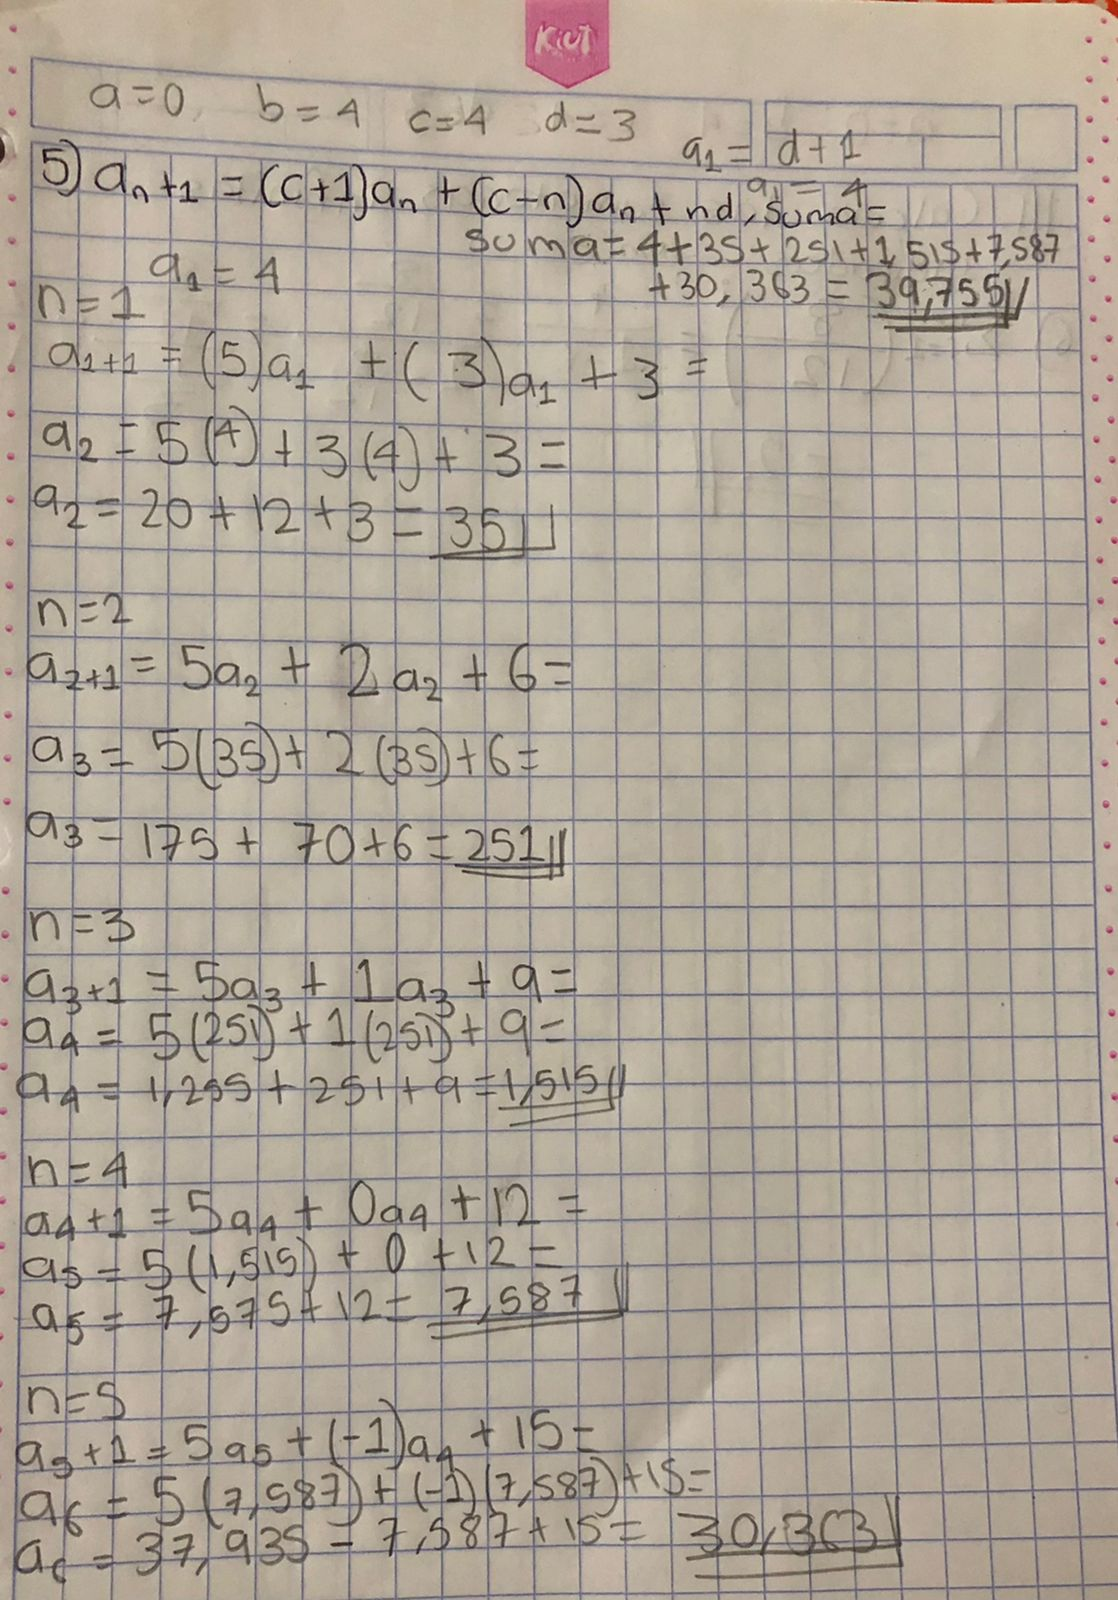 KIUT
a=0 b=4 c=4 d=3
a₁ = d+1
a₁ = 4
5) aₙ₊₁ = (c+1)aₙ + (c-n)aₙ + nd, suma=
suma=4+35+251+1,515+7,587
+30,363 = 39,755
a₁ = 4
n=1
a₁₊₁ = (5)a₁ + (3)a₁ + 3 =
a₂ = 5(4) + 3(4) + 3 =
a₂ = 20 + 12 + 3 = 35
n=2
a₂₊₁ = 5a₂ + 2a₂ + 6=
a₃ = 5(35) + 2(35) + 6=
a₃ = 175 + 70+6 = 251
n=3
a₃₊₁ = 5a₃ + 1a₃ + 9=
a₄ = 5(251) + 1(251) + 9=
a₄ = 1,255 + 251 + 9 = 1,515
n=4
a₄+1 = 5a₄ + 0a₄ + 12 =
a₅ = 5(1,515) + 0 + 12 =
a₅ = 7,575 + 12 = 7,587
n=5
a₅+1 = 5a₅ + (-1)a₄ + 15=
a₆ = 5(7,587) + (-1)(7,587) + 15=
a₆ = 37,935 - 7,587 + 15 = 30,363